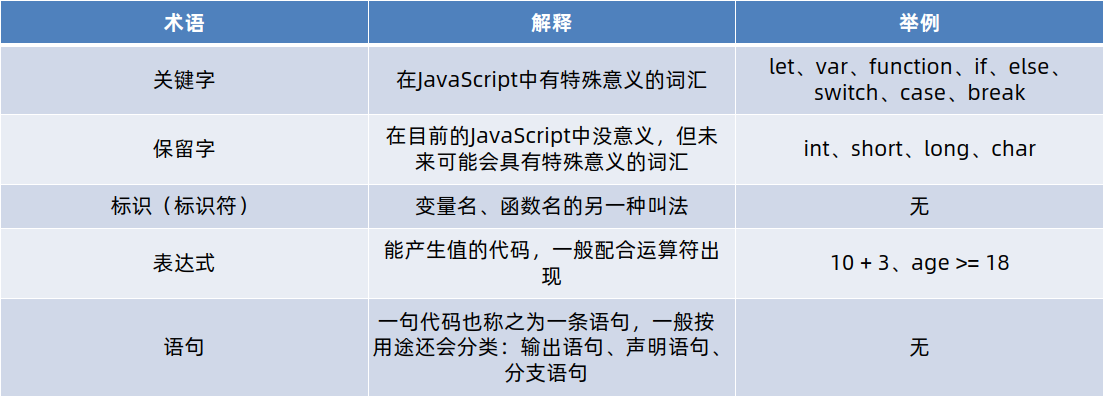 术语
解释
举例
关键字
在JavaScript中有特殊意义的词汇
let、var、function、if、else、
switch、case、break
保留字
在目前的JavaScript中没意义，但未
来可能会具有特殊意义的词汇
int、short、long、char
标识（标识符）
变量名、函数名的另一种叫法
无
表达式
能产生值的代码，一般配合运算符出
现
10 + 3、age >= 18
语句
一句代码也称之为一条语句，一般按
用途还会分类：输出语句、声明语句、
分支语句
无